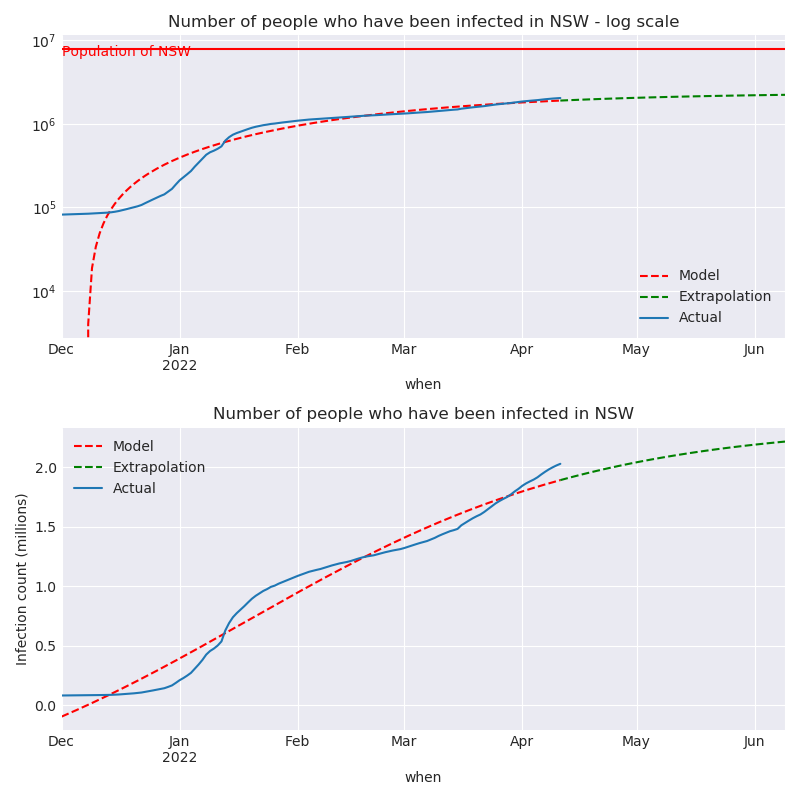 Number of people who have been infected in NSW - log scale
10^7
Population of NSW
10^6
10^5
10^4
Model
Extrapolation
Actual
Dec Jan Feb Mar Apr May Jun
2022
when
Number of people who have been infected in NSW
Model
Extrapolation
Actual
Infection count (millions)
2.0
1.5
1.0
0.5
0.0
Dec Jan Feb Mar Apr May Jun
2022
when